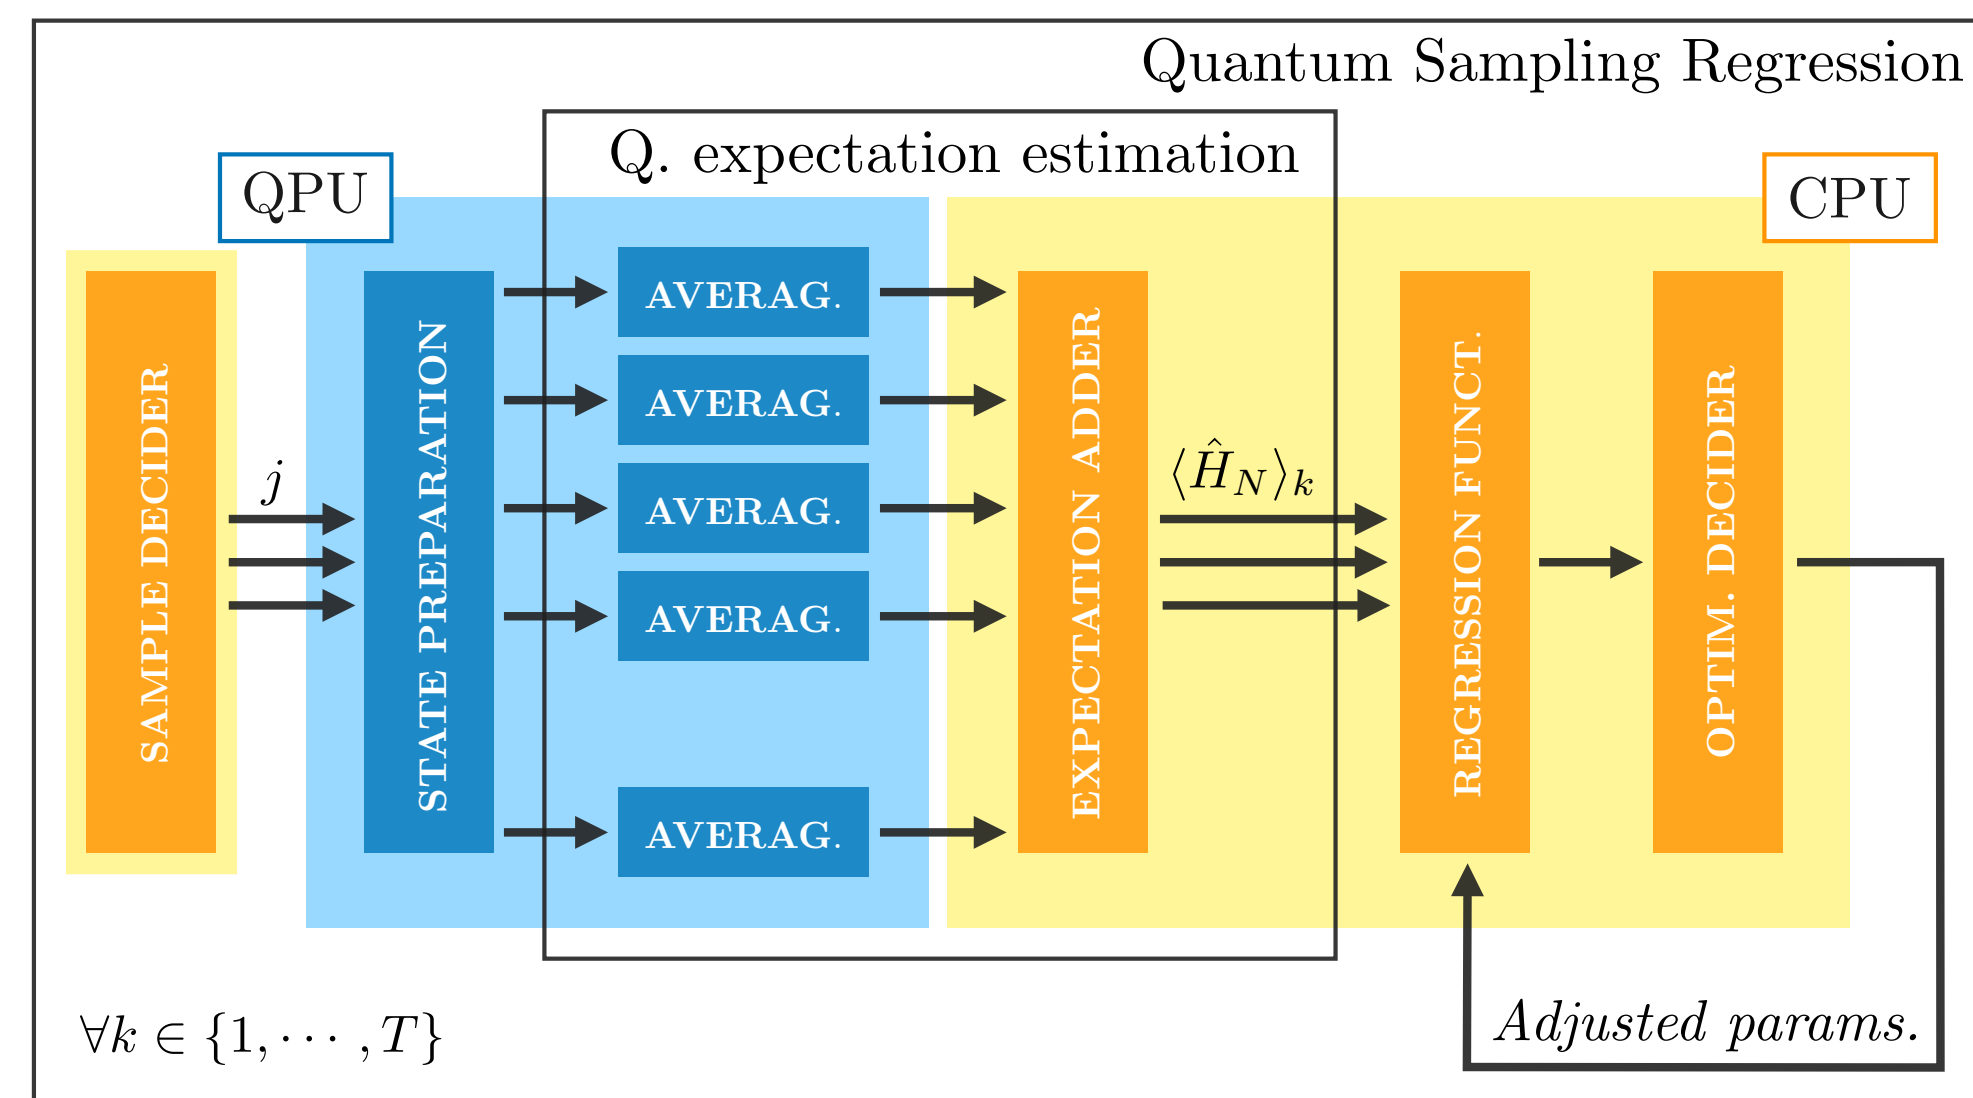 Quantum Sampling Regression
Q. expectation estimation
QPU
CPU
SAMPLE DECIDER
j
STATE PREPARATION
AVERAG.
AVERAG.
AVERAG.
AVERAG.
AVERAG.
EXPECTATION ADDER
⟨Ĥ_N⟩_k
REGRESSION FUNCT.
OPTIM. DECIDER
Adjusted params.
∀k ∈ {1, ⋯ , T}